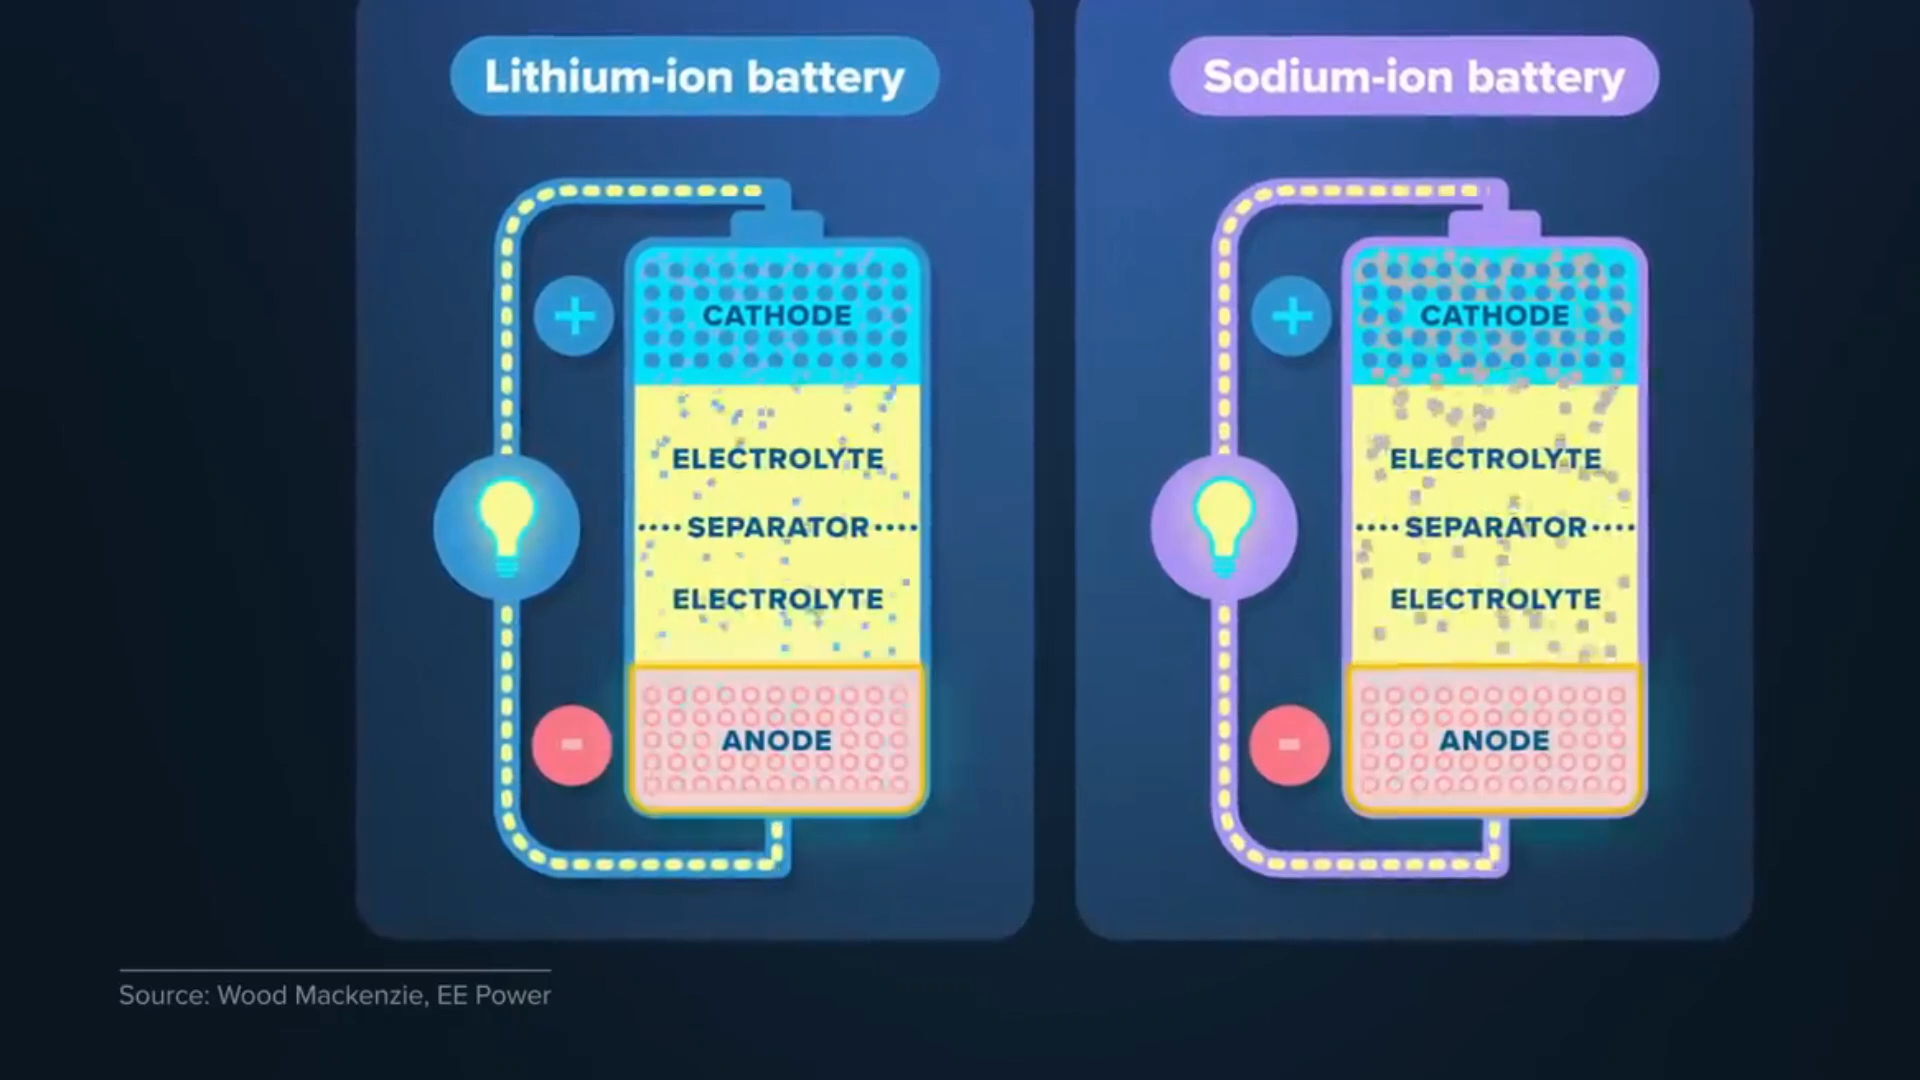 Lithium-ion battery
+
CATHODE
ELECTROLYTE
SEPARATOR
ELECTROLYTE
-
ANODE
Sodium-ion battery
+
CATHODE
ELECTROLYTE
SEPARATOR
ELECTROLYTE
-
ANODE
Source: Wood Mackenzie, EE Power